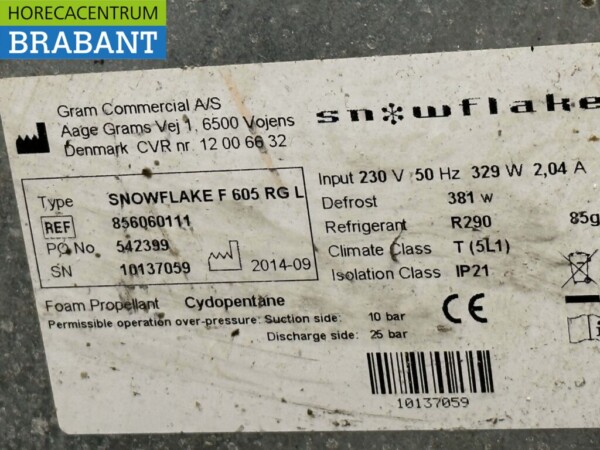 HORECACENTRUM
BRABANT
Gram Commercial A/S
Aage Grams Vej 1, 6500 Vojens
Denmark CVR nr. 12 00 66 32
snowflake
Type SNOWFLAKE F 605 RG L
REF 856060111
PO No 542399
SN 10137059 2014-09
Input 230 V 50 Hz 329 W 2,04 A
Defrost 381 W
Refrigerant R290 85g
Climate Class T (5L1)
Isolation Class IP21
Foam Propellant Cydopentane
Permissible operation over-pressure: Suction side: 10 bar
Discharge side: 25 bar
CE
10137059